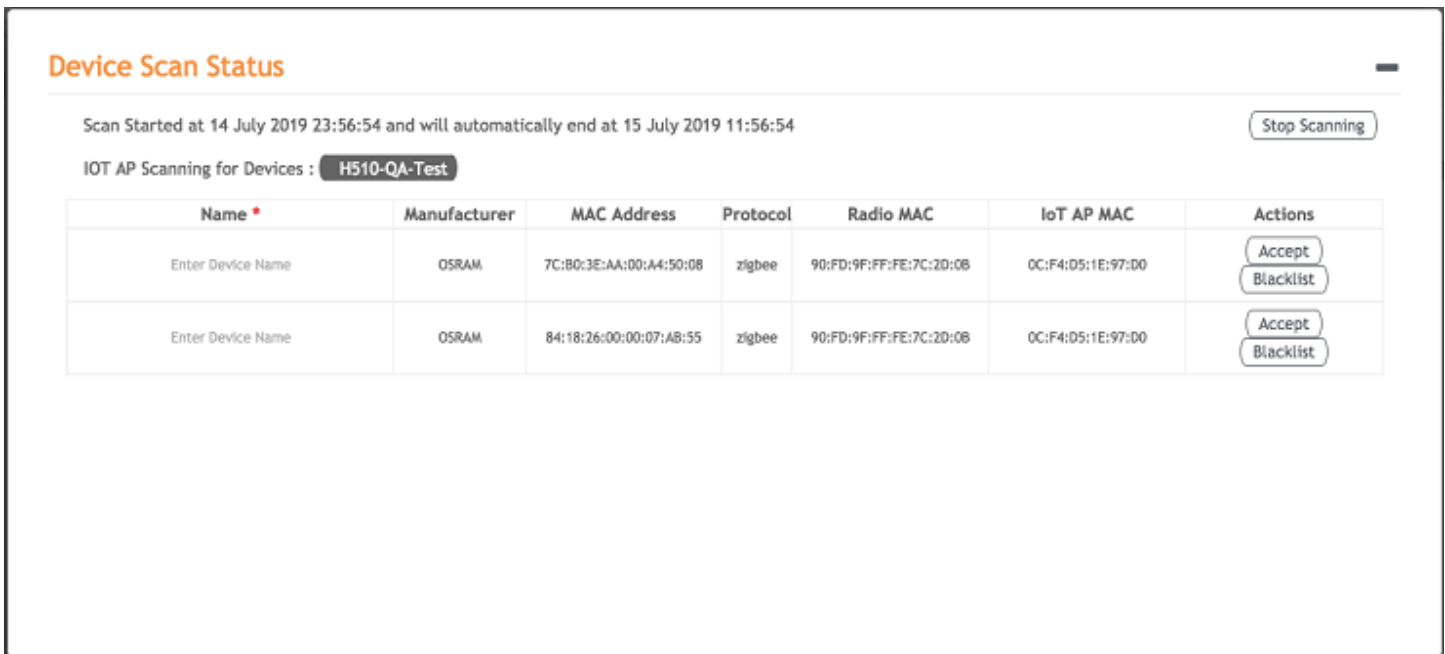 Device Scan Status
Scan Started at 14 July 2019 23:56:54 and will automatically end at 15 July 2019 11:56:54 Stop Scanning
IOT AP Scanning for Devices : H510-QA-Test
Name * Manufacturer MAC Address Protocol Radio MAC IoT AP MAC Actions
Enter Device Name OSRAM 7C:B0:3E:AA:00:A4:50:08 zigbee 90:FD:9F:FF:FE:7C:2D:0B 0C:F4:D5:1E:97:D0 Accept
Blacklist
Enter Device Name OSRAM 84:18:26:00:00:07:AB:55 zigbee 90:FD:9F:FF:FE:7C:2D:0B 0C:F4:D5:1E:97:D0 Accept
Blacklist